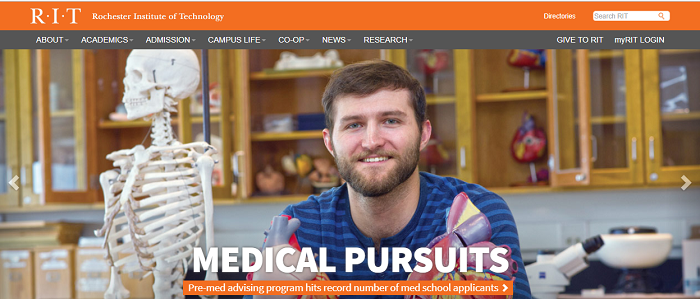 R·I·T Rochester Institute of Technology Directories Search RIT
ABOUT ACADEMICS ADMISSION CAMPUS LIFE CO-OP NEWS RESEARCH GIVE TO RIT myRIT LOGIN
MEDICAL PURSUITS
Pre-med advising program hits record number of med school applicants